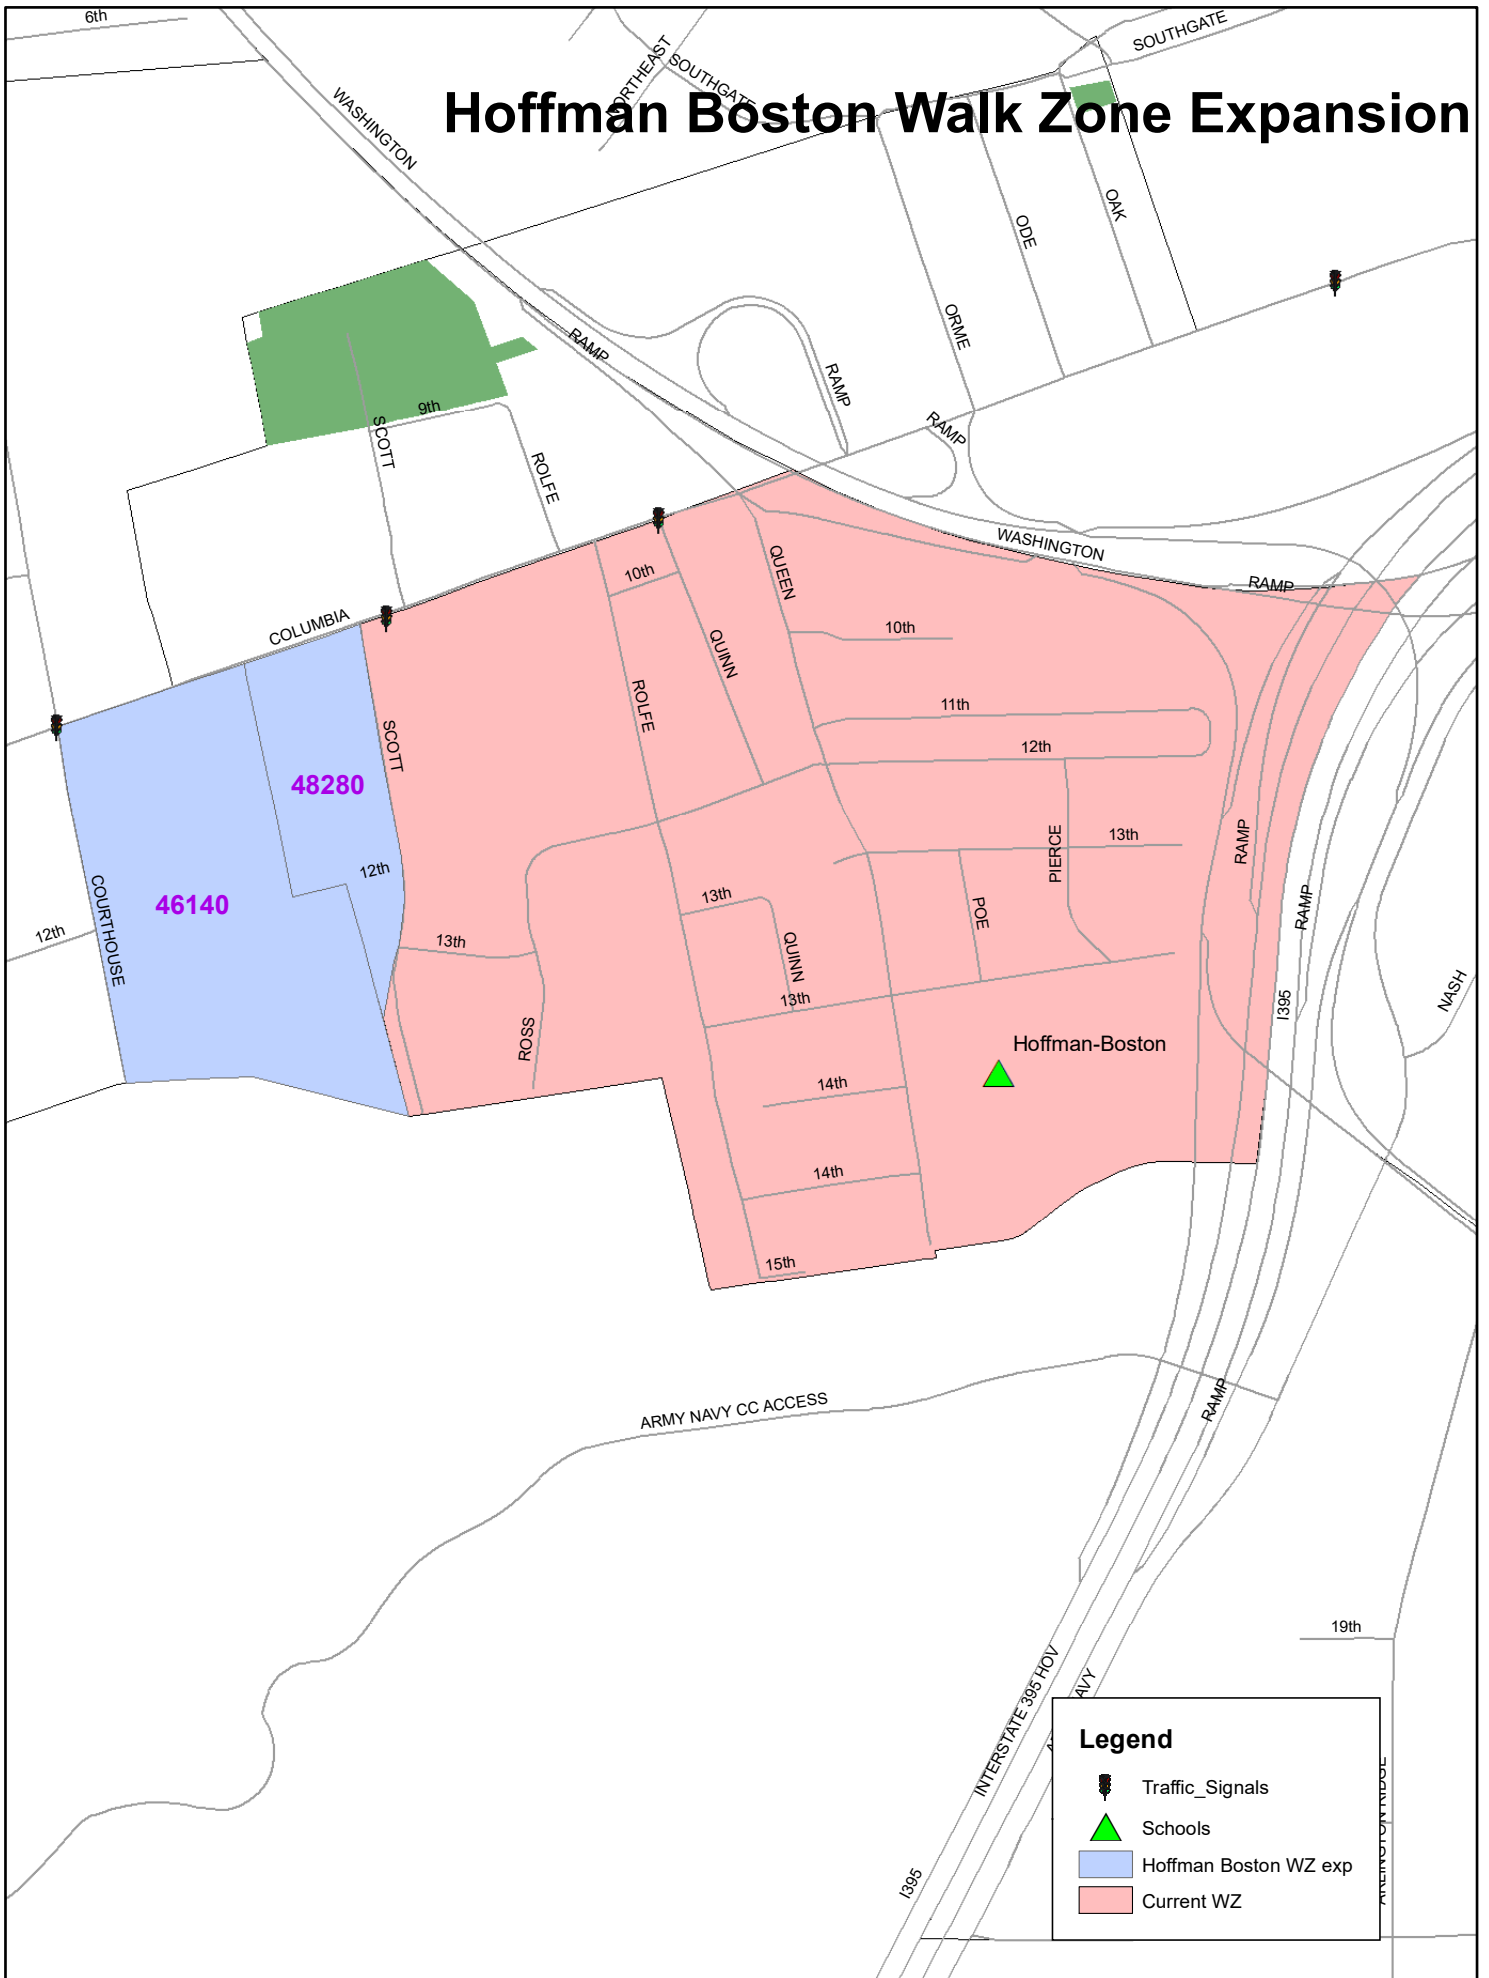 6th
SOUTHGATE
WASHINGTON
SOUTHGATE
Hoffman Boston Walk Zone Expansion
OAK
ODE
ORME
RAMP
RAMP
RAMP
9th
SCOTT
ROLFE
WASHINGTON
RAMP
QUEEN
10th
COLUMBIA
10th
QUINN
ROLFE
11th
SCOTT
12th
48280
PIERCE
13th
RAMP
12th
46140
COURTHOUSE
13th
POE
RAMP
12th
13th
QUINN
13th
I395
NASH
ROSS
Hoffman-Boston
14th
14th
15th
ARMY NAVY CC ACCESS
RAMP
19th
INTERSTATE 395 HOV
I395
Legend
Traffic_Signals
Schools
Hoffman Boston WZ exp
Current WZ